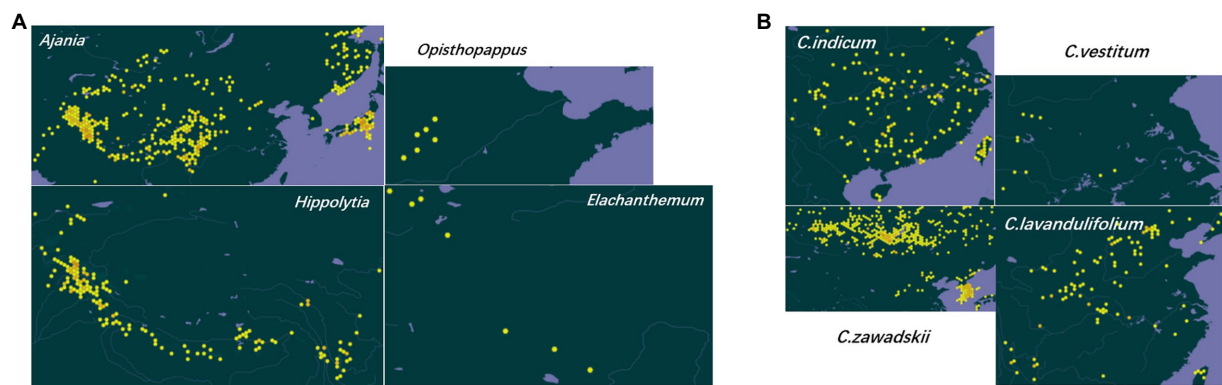 A
Ajania
Opisthopappus
Hippolytia
Elachanthemum
B
C.indicum
C.vestitum
C.zawadskii
C.lavandulifolium